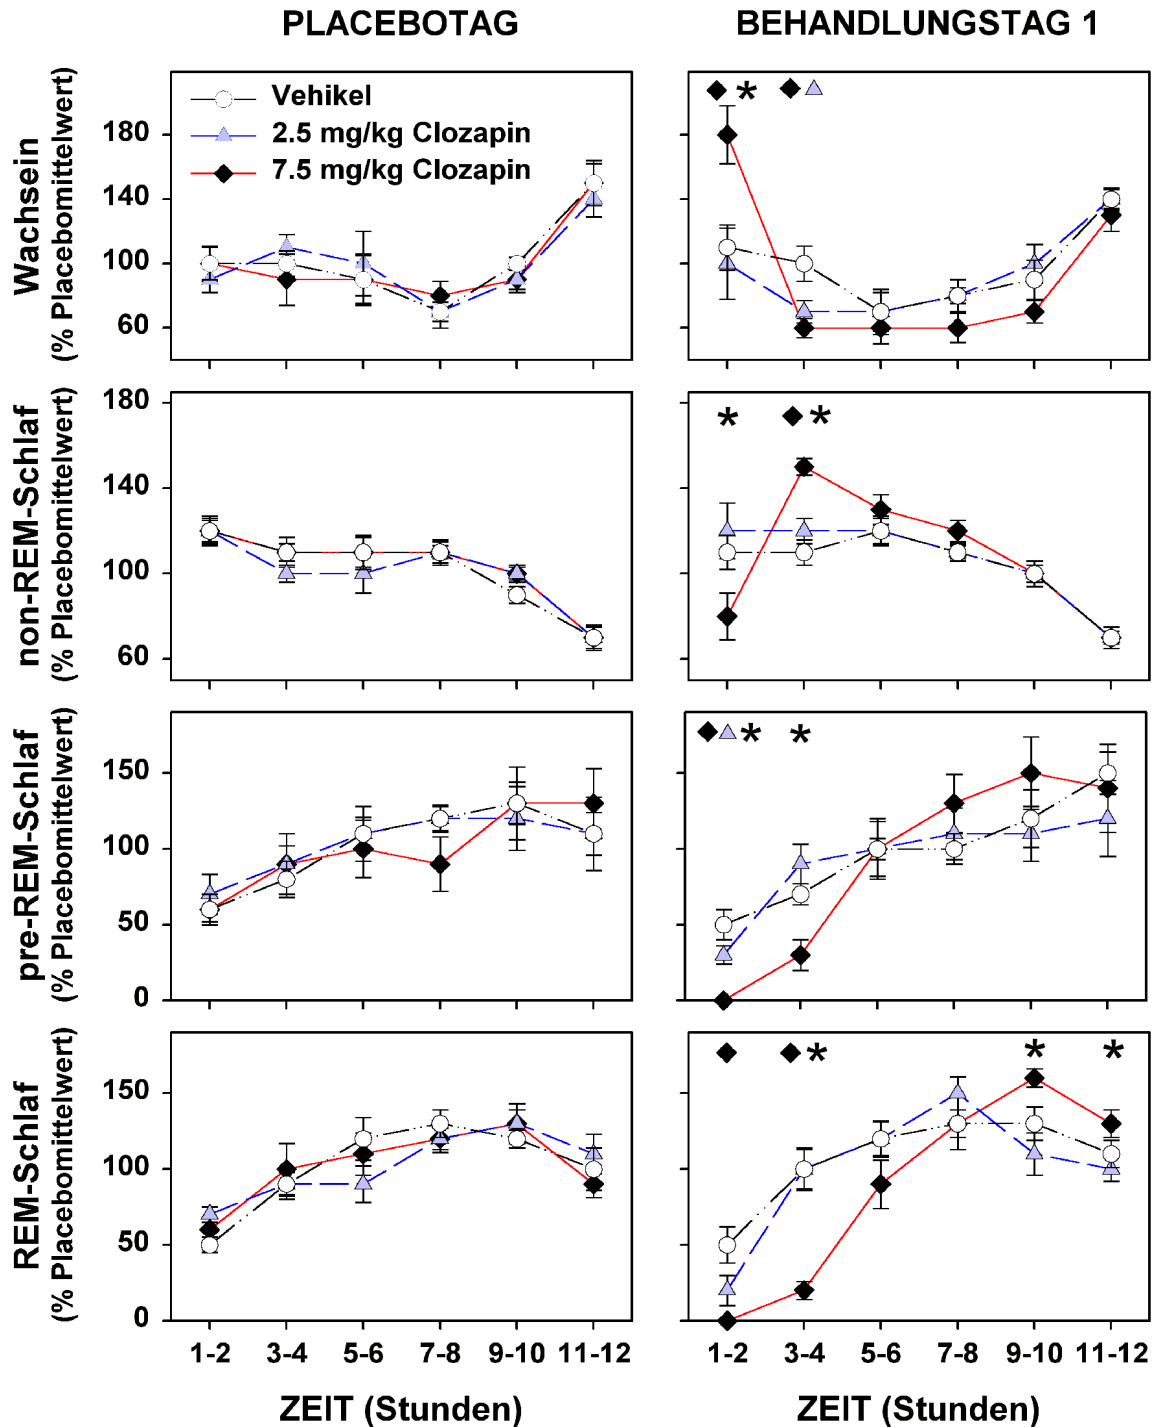 PLACEBOTAG
BEHANDLUNGSTAG 1
Wachsein
(% Placebomittelwert)
180
140
100
60
Vehikel
2.5 mg/kg Clozapin
7.5 mg/kg Clozapin
* 
non-REM-Schlaf
(% Placebomittelwert)
180
140
100
60
* *
pre-REM-Schlaf
(% Placebomittelwert)
150
100
50
0
* *
REM-Schlaf
(% Placebomittelwert)
150
100
50
0
* * *
1-2 3-4 5-6 7-8 9-10 11-12
1-2 3-4 5-6 7-8 9-10 11-12
ZEIT (Stunden)
ZEIT (Stunden)